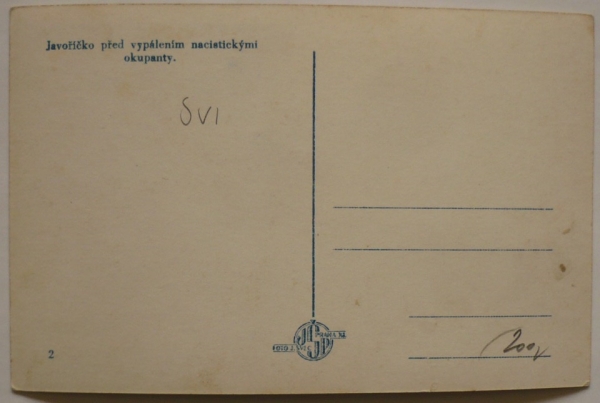 Javoříčko před vypálením nacistickými
okupanty.
SVI
2
200,